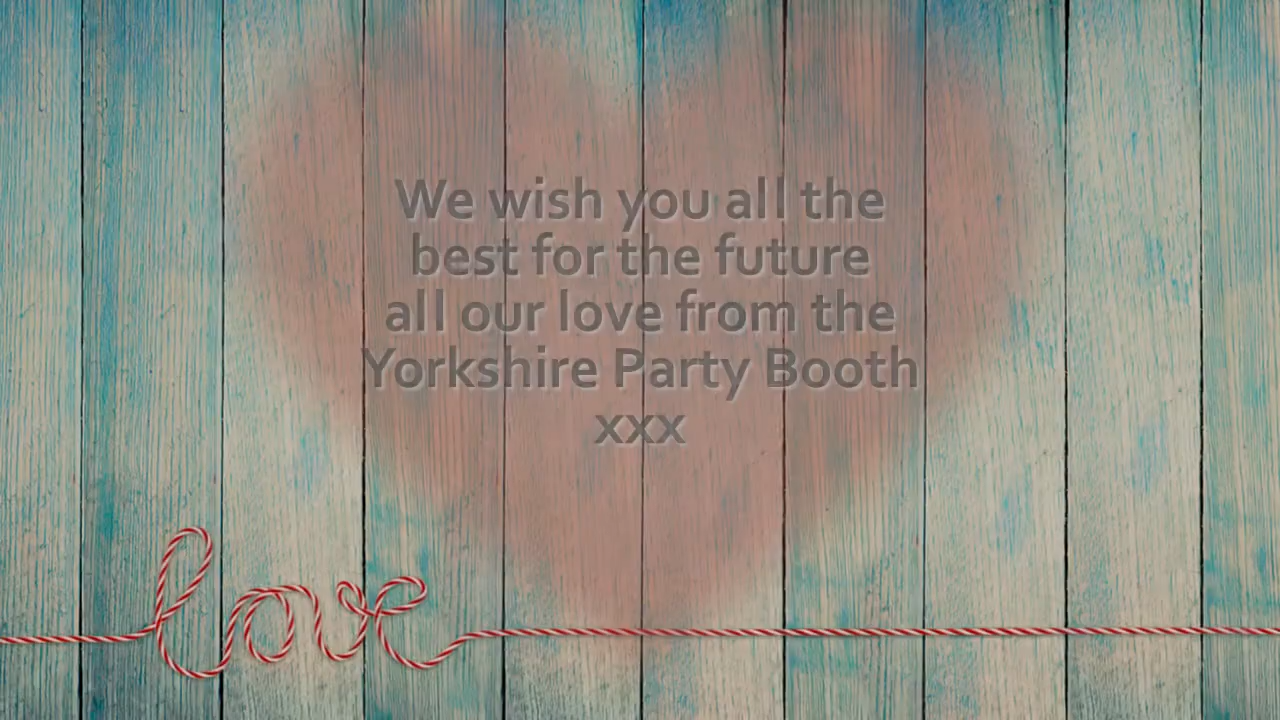 We wish you all the
best for the future
all our love from the
Yorkshire Party Booth
xxx
love